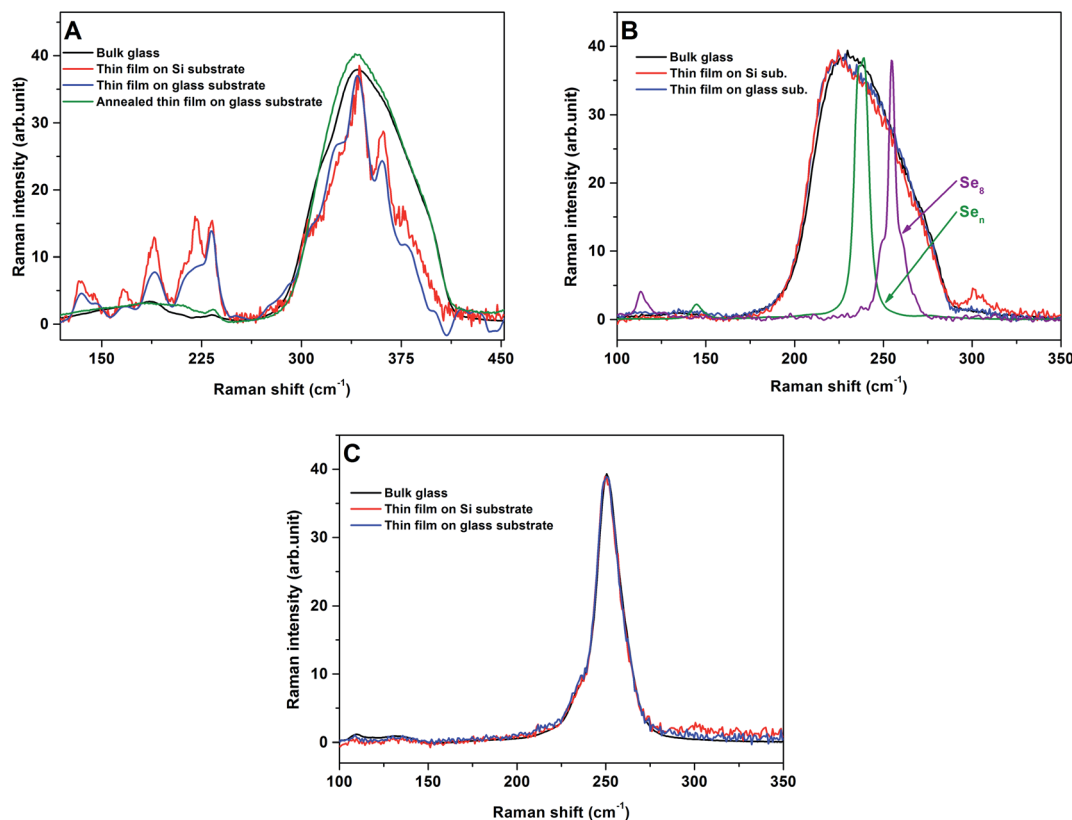 A
Bulk glass
Thin film on Si substrate
Thin film on glass substrate
Annealed thin film on glass substrate
Raman intensity (arb.unit)
40
30
20
10
0
150
225
300
375
450
Raman shift (cm⁻¹)
B
Bulk glass
Thin film on Si sub.
Thin film on glass sub.
Se₈
Seₙ
Raman intensity (arb.unit)
40
30
20
10
0
100
150
200
250
300
350
Raman shift (cm⁻¹)
C
Bulk glass
Thin film on Si substrate
Thin film on glass substrate
Raman intensity (arb.unit)
40
30
20
10
0
100
150
200
250
300
350
Raman shift (cm⁻¹)